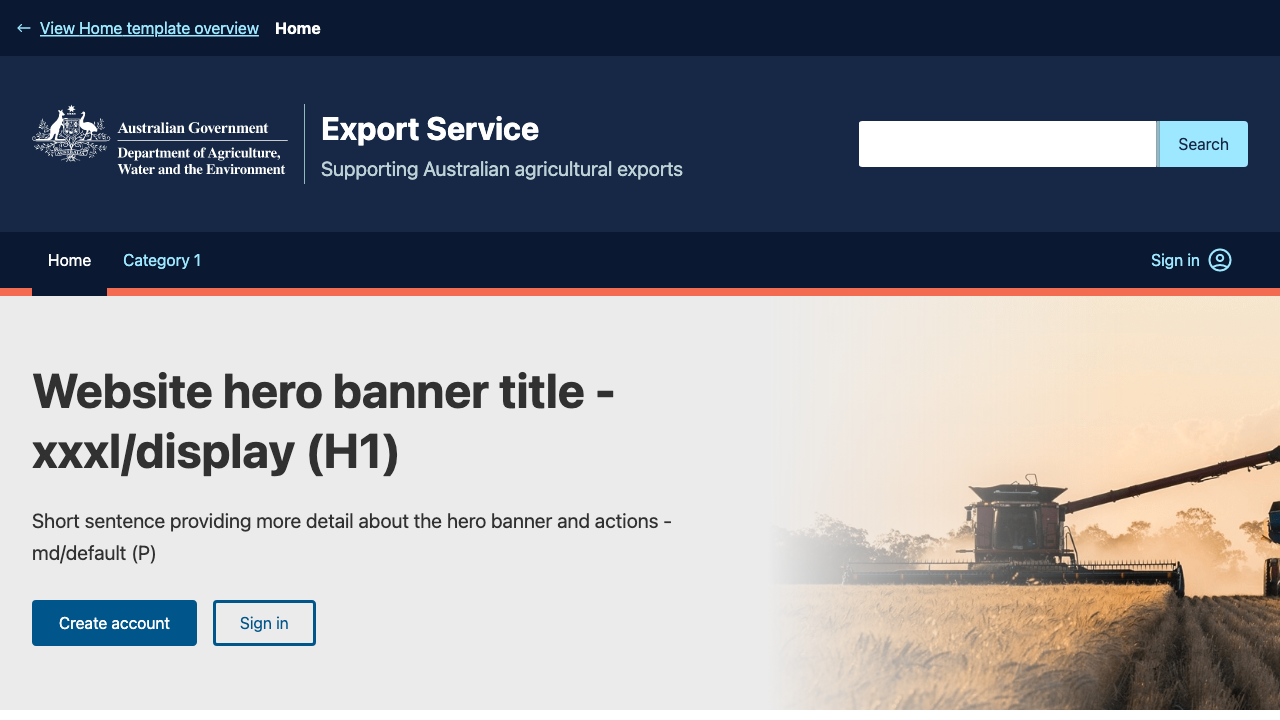 View Home template overview Home
Australian Government
Department of Agriculture,
Water and the Environment
Export Service
Supporting Australian agricultural exports
Search
Home Category 1 Sign in
Website hero banner title -
xxxl/display (H1)
Short sentence providing more detail about the hero banner and actions -
md/default (P)
Create account Sign in